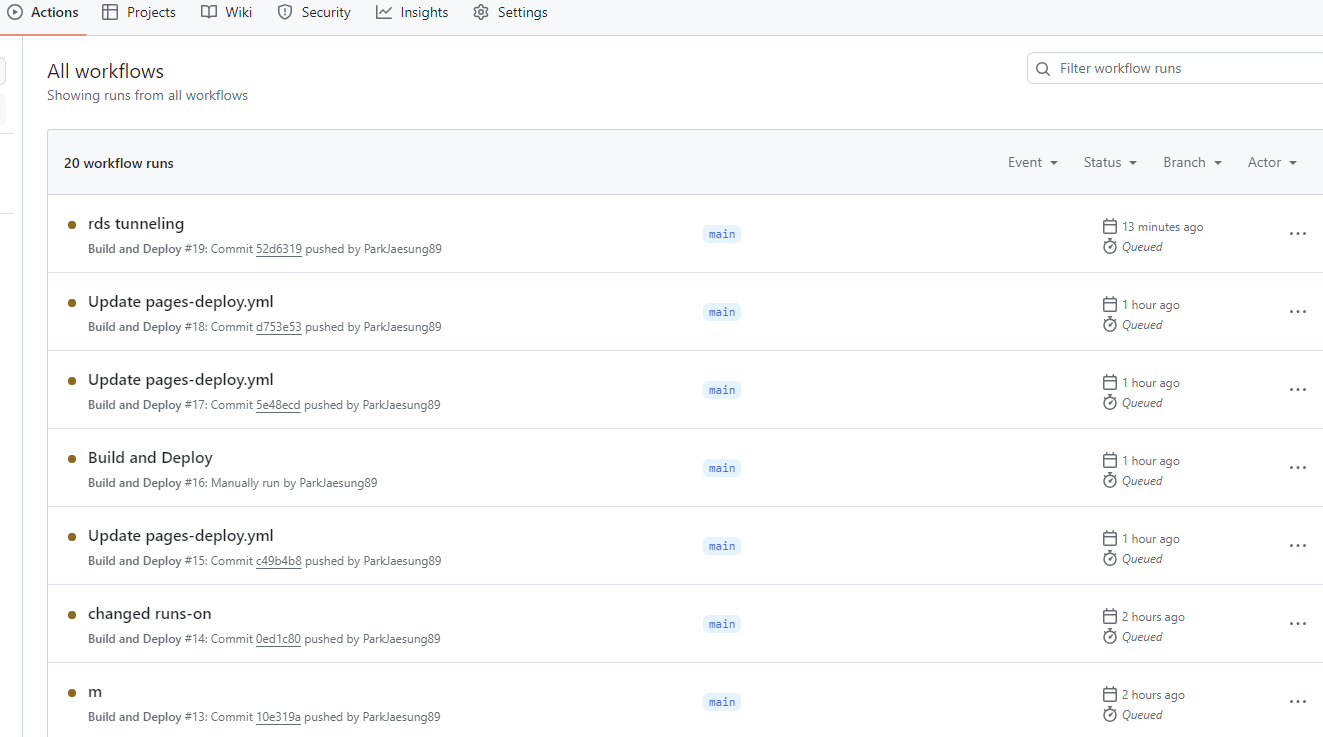 Actions Projects Wiki Security Insights Settings
All workflows
Filter workflow runs
Showing runs from all workflows
20 workflow runs Event Status Branch Actor
rds tunneling
Build and Deploy #19: Commit 52d6319 pushed by ParkJaesung89
main
13 minutes ago
Queued
Update pages-deploy.yml
Build and Deploy #18: Commit d753e53 pushed by ParkJaesung89
main
1 hour ago
Queued
Update pages-deploy.yml
Build and Deploy #17: Commit 5e48ecd pushed by ParkJaesung89
main
1 hour ago
Queued
Build and Deploy
Build and Deploy #16: Manually run by ParkJaesung89
main
1 hour ago
Queued
Update pages-deploy.yml
Build and Deploy #15: Commit c49b4b8 pushed by ParkJaesung89
main
1 hour ago
Queued
changed runs-on
Build and Deploy #14: Commit 0ed1c80 pushed by ParkJaesung89
main
2 hours ago
Queued
m
Build and Deploy #13: Commit 10e319a pushed by ParkJaesung89
main
2 hours ago
Queued